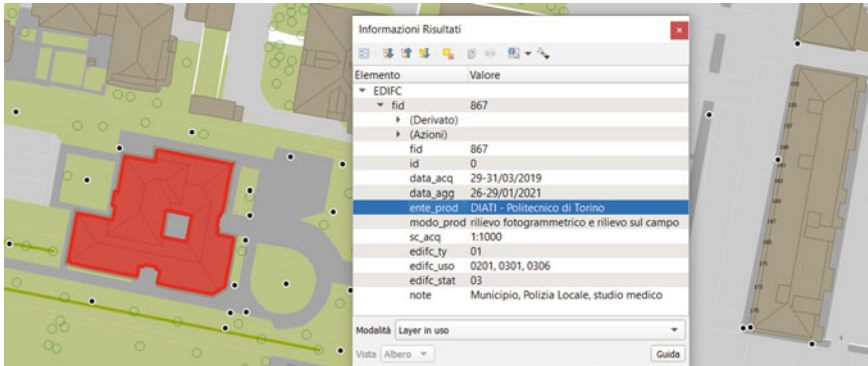 Informazioni Risultati
Elemento Valore
EDIFC
fid 867
(Derivato)
(Azioni)
fid 867
id 0
data_acq 29-31/03/2019
data_agg 26-29/01/2021
ente_prod DIATI - Politecnico di Torino
modo_prod rilievo fotogrammetrico e rilievo sul campo
sc_acq 1:1000
edifc_ty 01
edifc_uso 0201, 0301, 0306
edifc_stat 03
note Municipio, Polizia Locale, studio medico
Modalità Layer in uso
Vista Albero Guida